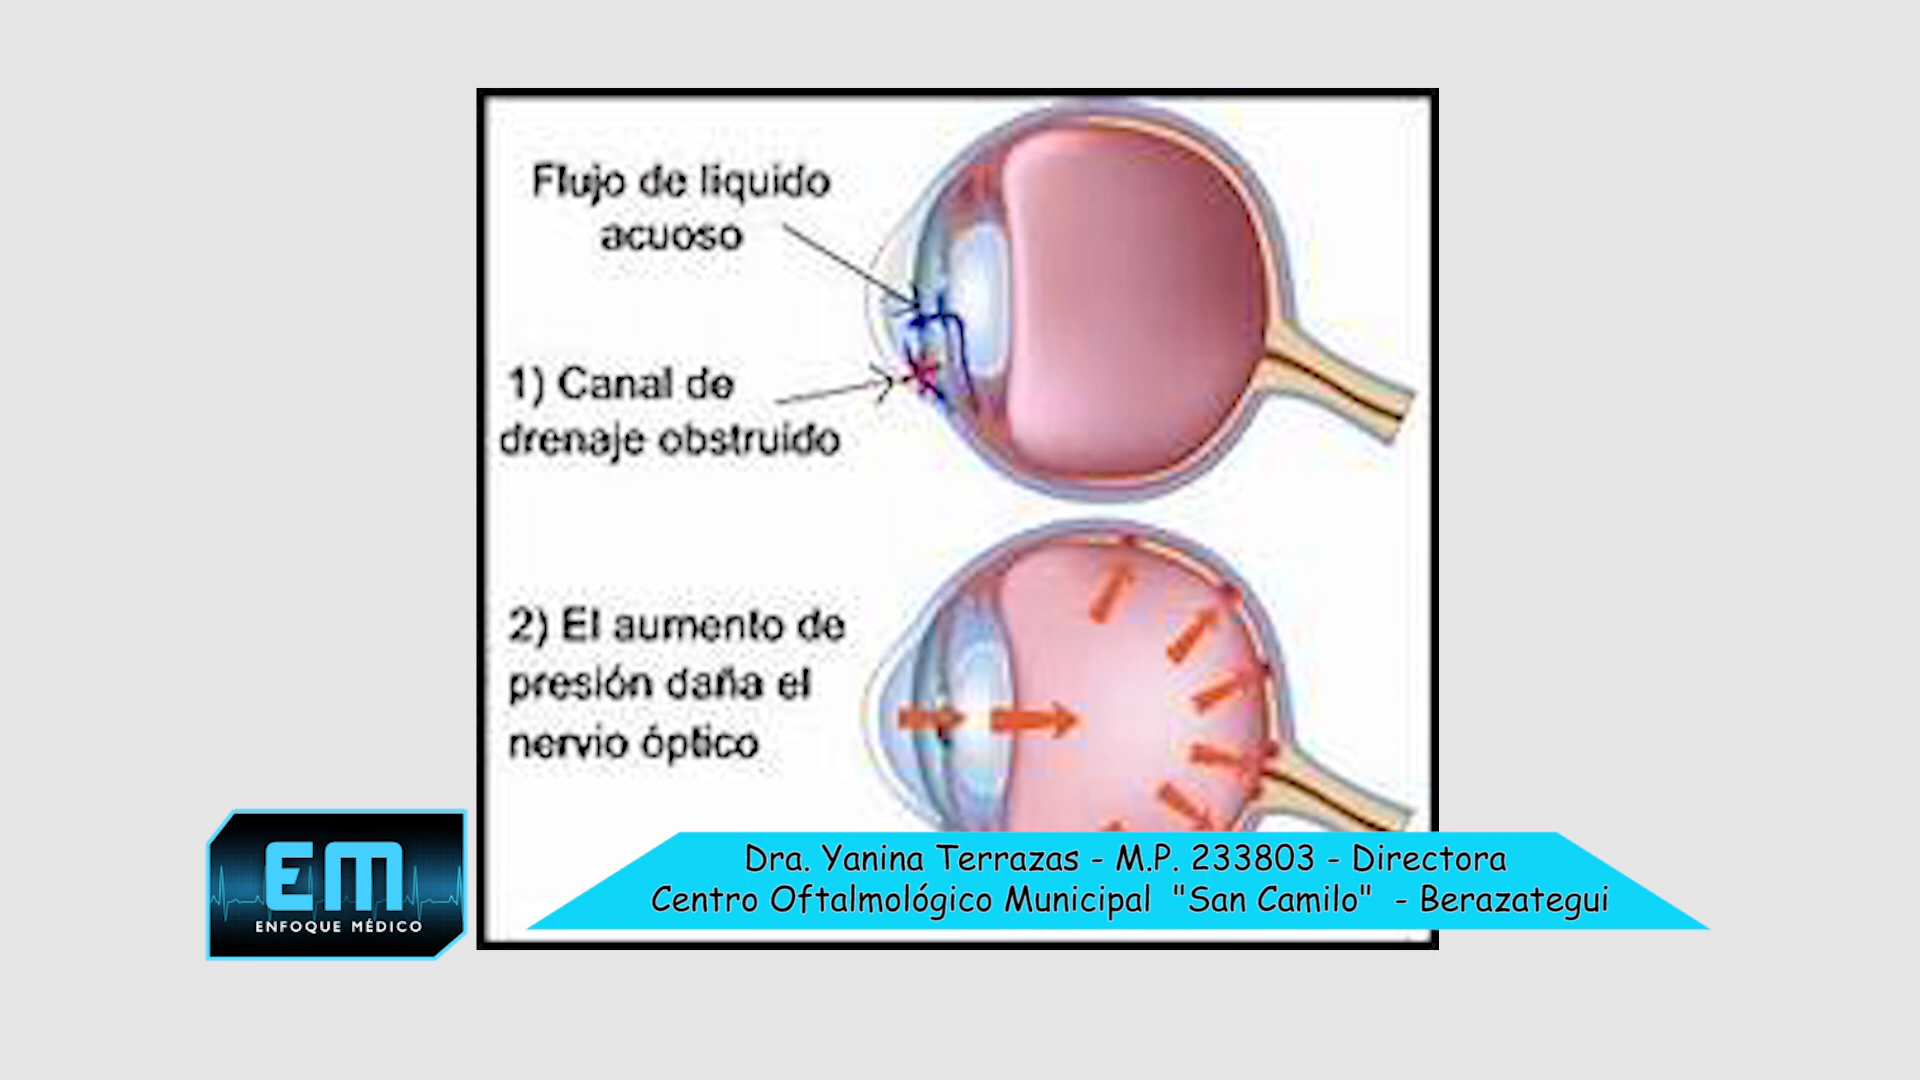 Flujo de liquido
acuoso
1) Canal de
drenaje obstruido
2) El aumento de
presión daña el
nervio óptico
EM
ENFOQUE MÉDICO
Dra. Yanina Terrazas - M.P. 233803 - Directora
Centro Oftalmológico Municipal "San Camilo" - Berazategui